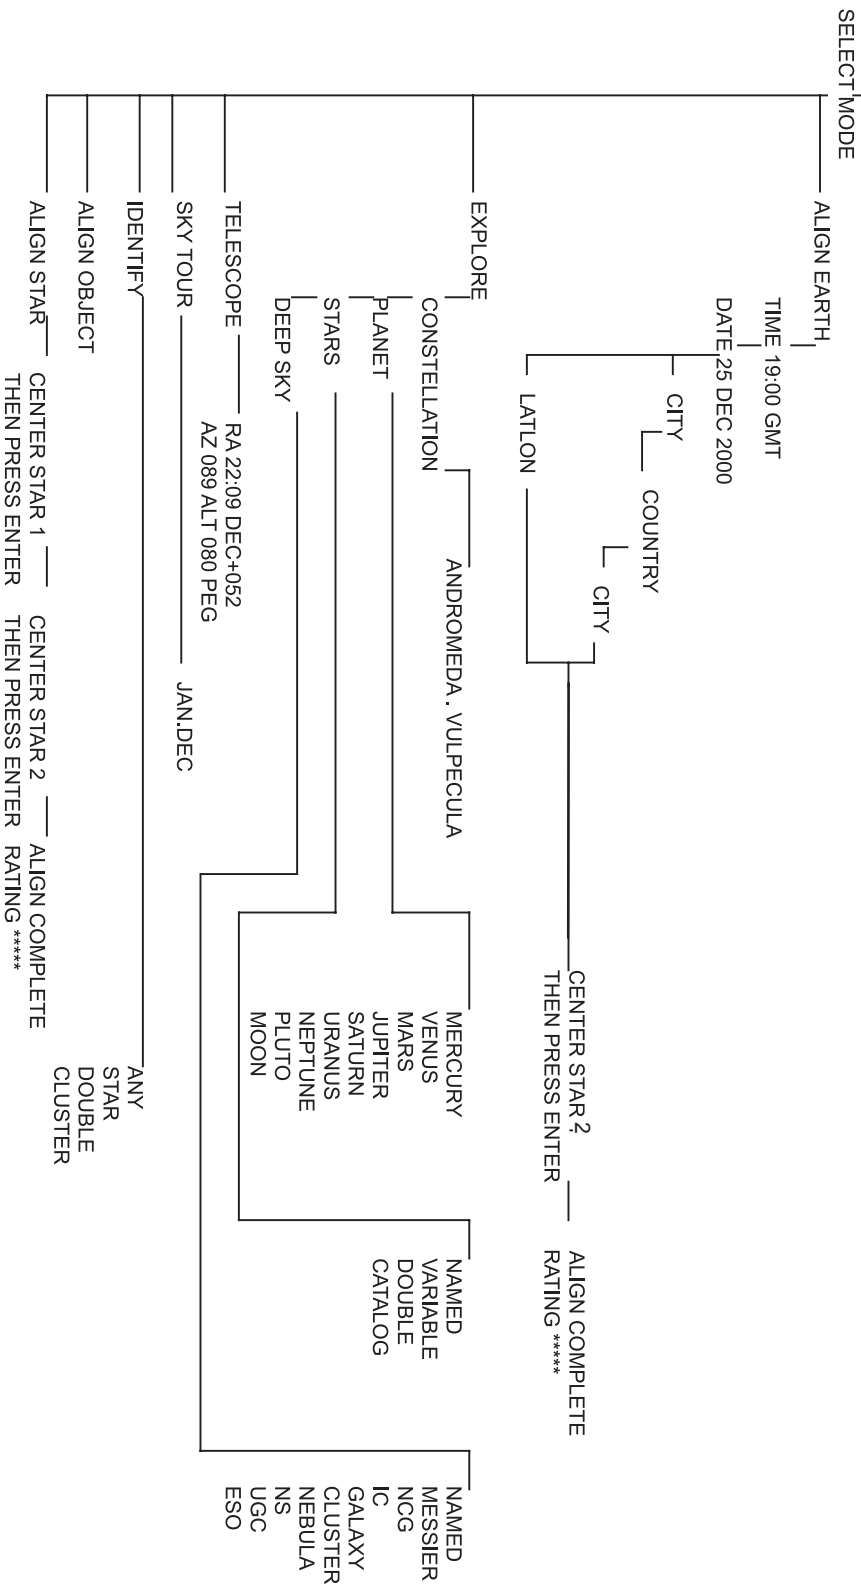 SELECT MODE
ALIGN EARTH
TIME 19:00 GMT
DATE 25 DEC 2000
CITY
COUNTRY
CITY
LATLON
CENTER STAR 2
THEN PRESS ENTER
ALIGN COMPLETE
RATING *****
EXPLORE
CONSTELLATION
ANDROMEDA . VULPECULA
PLANET
MERCURY
VENUS
MARS
JUPITER
SATURN
URANUS
NEPTUNE
PLUTO
MOON
STARS
NAMED
VARIABLE
DOUBLE
CATALOG
DEEP SKY
NAMED
MESSIER
NCG
IC
GALAXY
CLUSTER
NEBULA
NS
UGC
ESO
TELESCOPE
RA 22:09 DEC+052
AZ 089 ALT 080 PEG
SKY TOUR
JAN.DEC
IDENTIFY
ANY
STAR
DOUBLE
CLUSTER
ALIGN OBJECT
ALIGN STAR
CENTER STAR 1
THEN PRESS ENTER
CENTER STAR 2
THEN PRESS ENTER
ALIGN COMPLETE
RATING *****